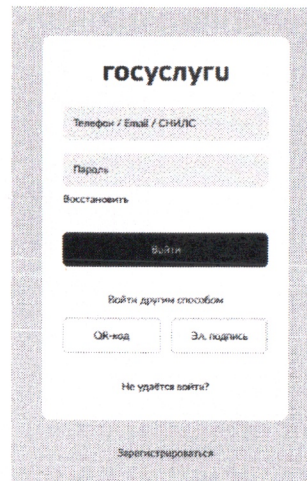 госуслуги
Телефон / Email / СНИЛС
Пароль
Восстановить
Войти
Войти другим способом
QR-код
Эл. подпись
Не удаётся войти?
Зарегистрироваться